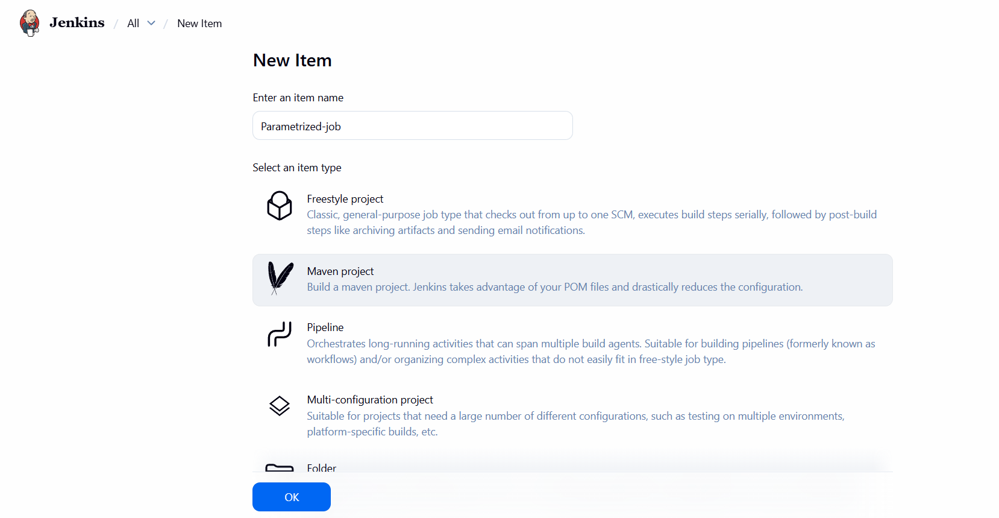 Jenkins / All / New Item
New Item
Enter an item name
Parametrized-job
Select an item type
Freestyle project
Classic, general-purpose job type that checks out from up to one SCM, executes build steps serially, followed by post-build
steps like archiving artifacts and sending email notifications.
Maven project
Build a maven project. Jenkins takes advantage of your POM files and drastically reduces the configuration.
Pipeline
Orchestrates long-running activities that can span multiple build agents. Suitable for building pipelines (formerly known as
workflows) and/or organizing complex activities that do not easily fit in free-style job type.
Multi-configuration project
Suitable for projects that need a large number of different configurations, such as testing on multiple environments,
platform-specific builds, etc.
Folder
OK